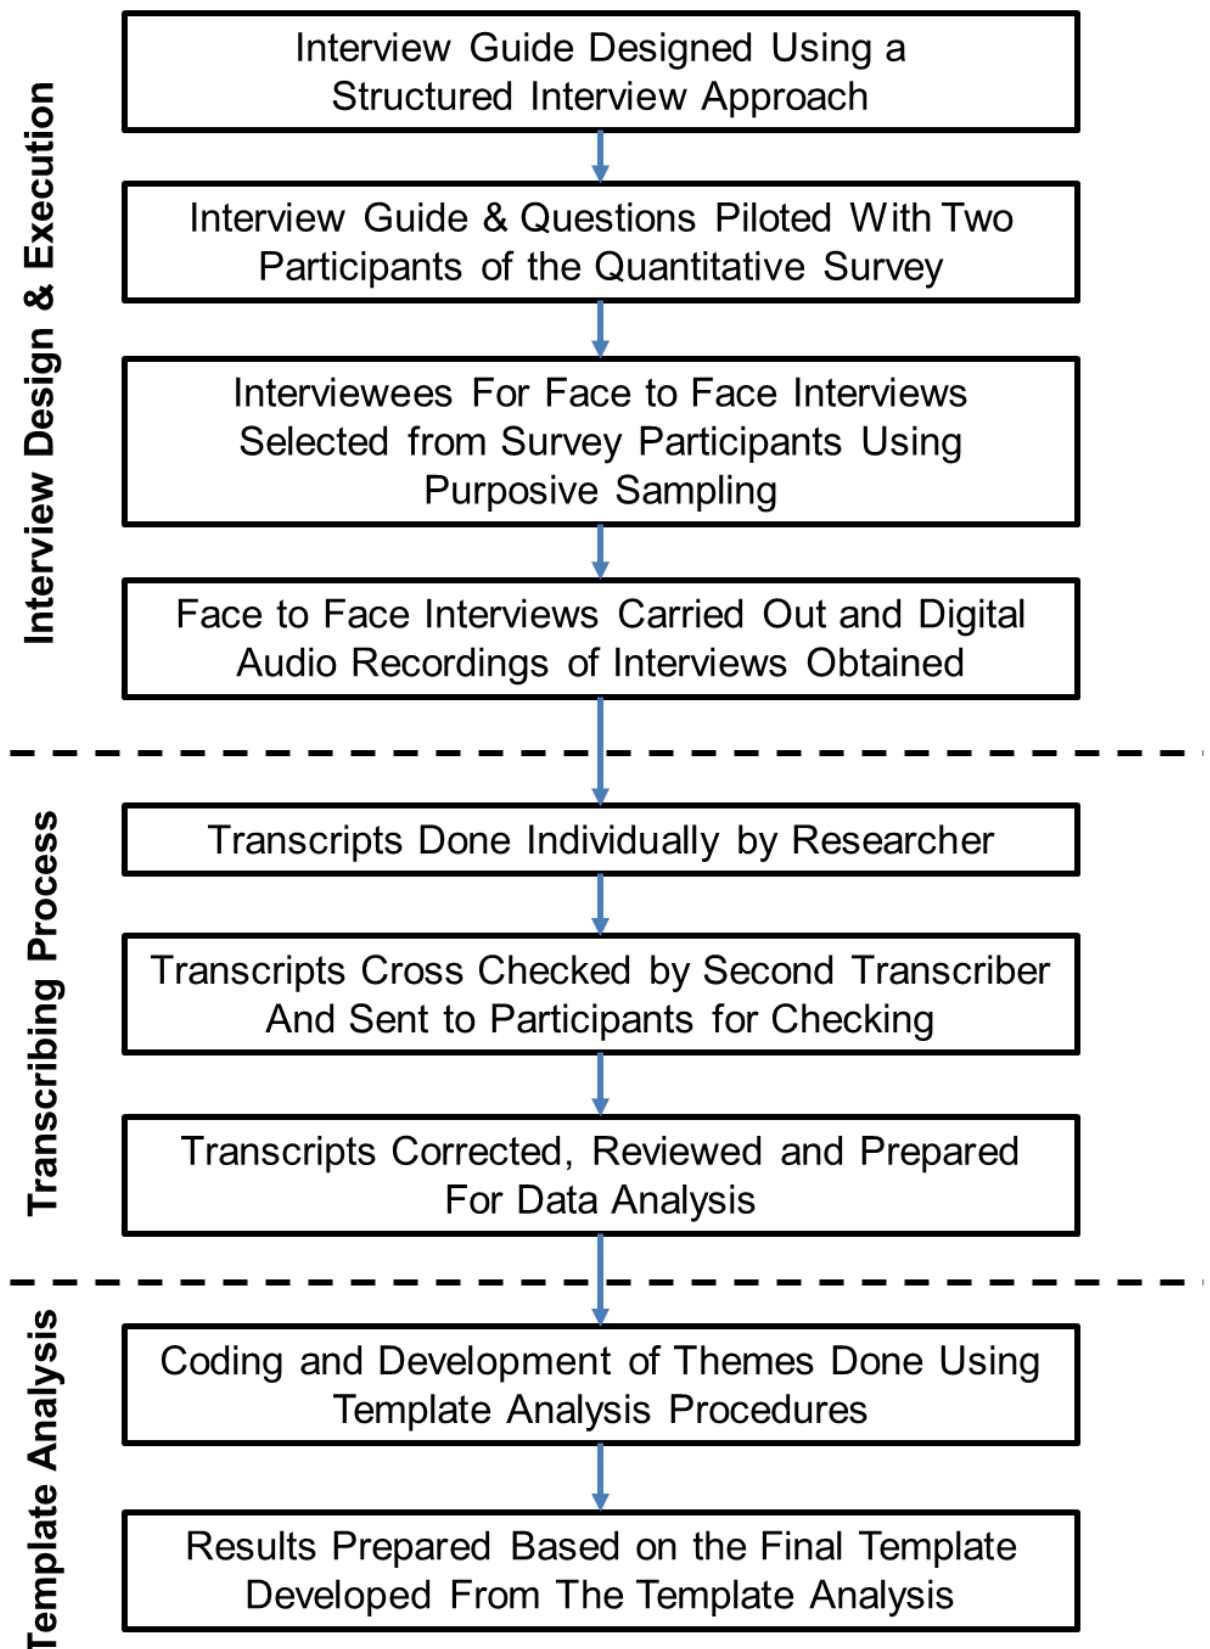 Interview Design & Execution
Interview Guide Designed Using a
Structured Interview Approach
Interview Guide & Questions Piloted With Two
Participants of the Quantitative Survey
Interviewees For Face to Face Interviews
Selected from Survey Participants Using
Purposive Sampling
Face to Face Interviews Carried Out and Digital
Audio Recordings of Interviews Obtained
Transcribing Process
Transcripts Done Individually by Researcher
Transcripts Cross Checked by Second Transcriber
And Sent to Participants for Checking
Transcripts Corrected, Reviewed and Prepared
For Data Analysis
Template Analysis
Coding and Development of Themes Done Using
Template Analysis Procedures
Results Prepared Based on the Final Template
Developed From The Template Analysis